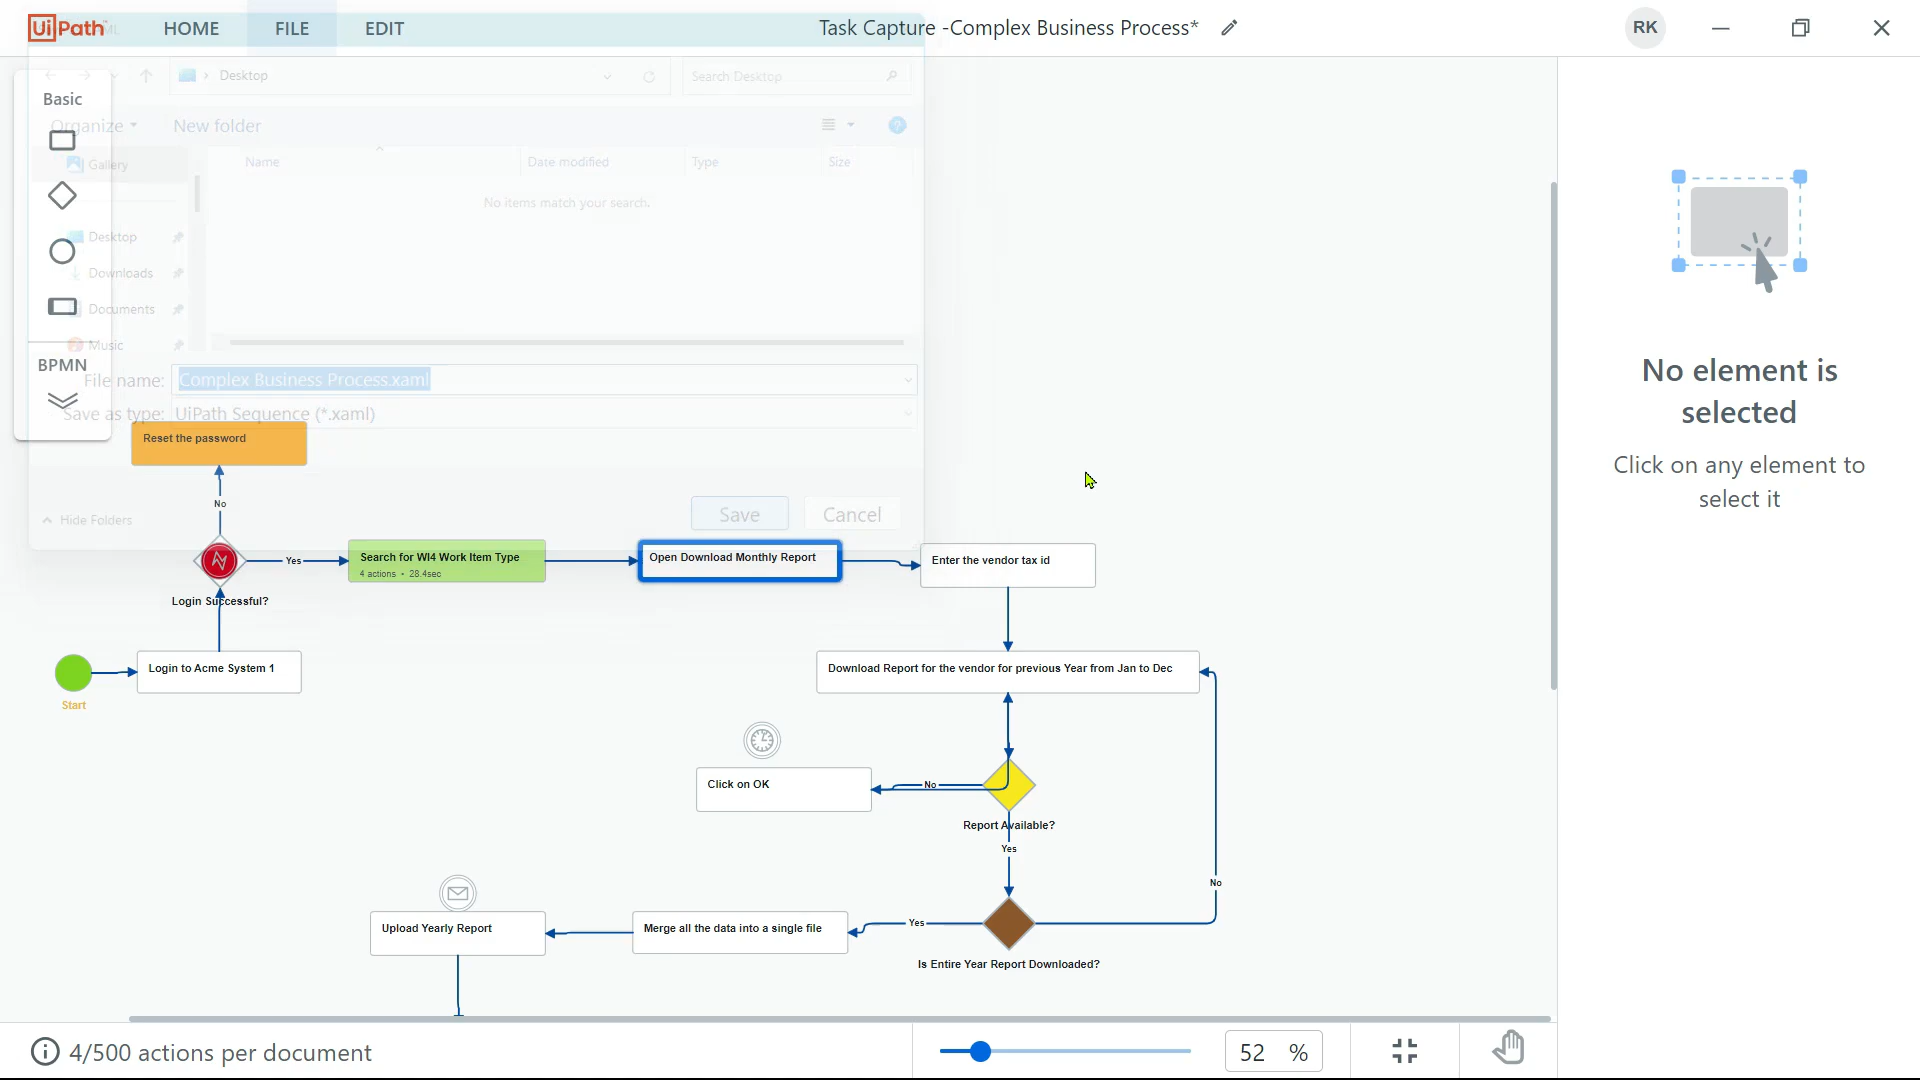 UiPath
HOME
FILE
EDIT
Task Capture -Complex Business Process*
RK
Desktop
Search Desktop
Basic
Organize
New folder
Gallery
Name
Date modified
Type
Size
No items match your search.
Desktop
Downloads
Documents
Music
BPMN
File name:
Complex Business Process.xaml
Save as type:
UiPath Sequence (*.xaml)
Hide Folders
Save
Cancel
No element is
selected
Click on any element to
select it
Reset the password
No
Yes
Search for WI4 Work Item Type
4 actions • 28.4sec
Open Download Monthly Report
Enter the vendor tax id
Login Successful?
Login to Acme System 1
Start
Download Report for the vendor for previous Year from Jan to Dec
Click on OK
No
Report Available?
Yes
No
Upload Yearly Report
Merge all the data into a single file
Yes
Is Entire Year Report Downloaded?
4/500 actions per document
52 %